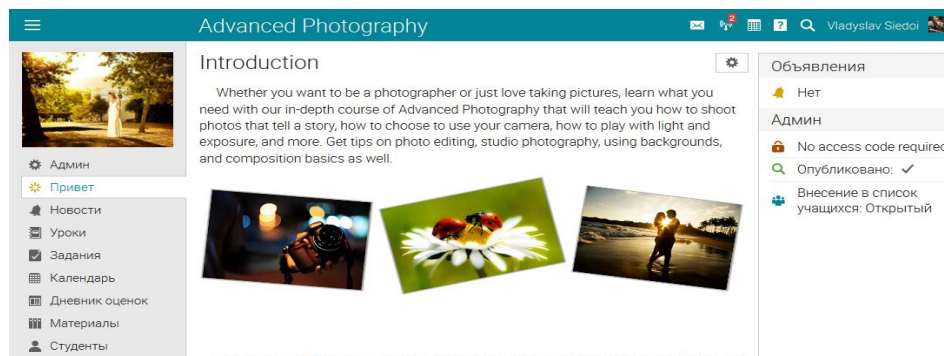 Advanced Photography
2
?
Vladyslav Siedoi
Админ
Привет
Новости
Уроки
Задания
Календарь
Дневник оценок
Материалы
Студенты
Introduction
Whether you want to be a photographer or just love taking pictures, learn what you
need with our in-depth course of Advanced Photography that will teach you how to shoot
photos that tell a story, how to choose to use your camera, how to play with light and
exposure, and more. Get tips on photo editing, studio photography, using backgrounds,
and composition basics as well.
Объявления
Нет
Админ
No access code required
Опубликовано: ✓
Внесение в список
учащихся: Открытый